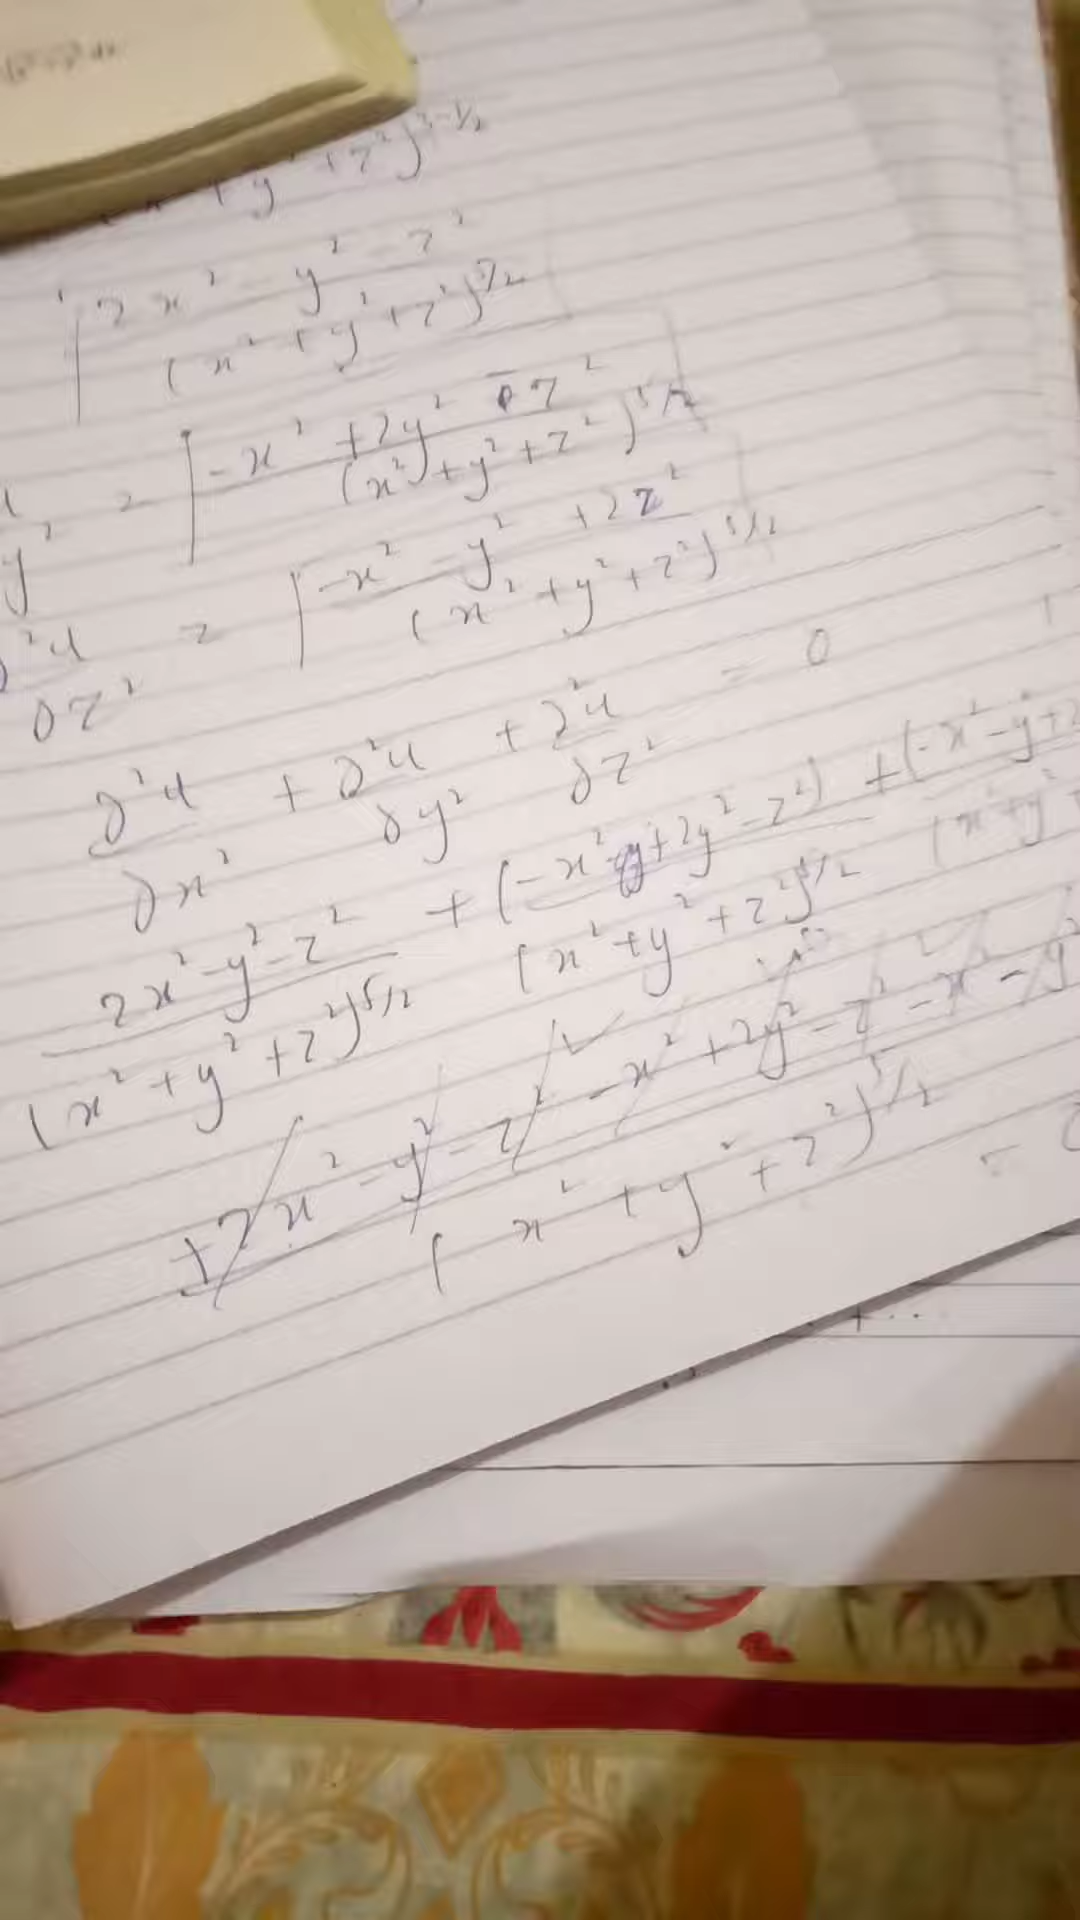 + y² + z²)^3-1/2
2x² - y² - z²
(x² + y² + z²)^5/2
= -x² + 2y² - z²
(x² + y² + z²)^5/2
y²
∂²u = -x² - y² + 2z²
∂z² (x² + y² + z²)^5/2
∂²u + ∂²u + ∂²u = 0
∂x² ∂y² ∂z²
2x² - y² - z² + (-x² + 2y² - z²) + (-x² - y² + 2
(x² + y² + z²)^5/2 (x² + y² + z²)^5/2 (x² + y²
+2x² - y² - z² - x² + 2y² - z² - x - y²
(x² + y² + z²)^5/2 =
+ ...